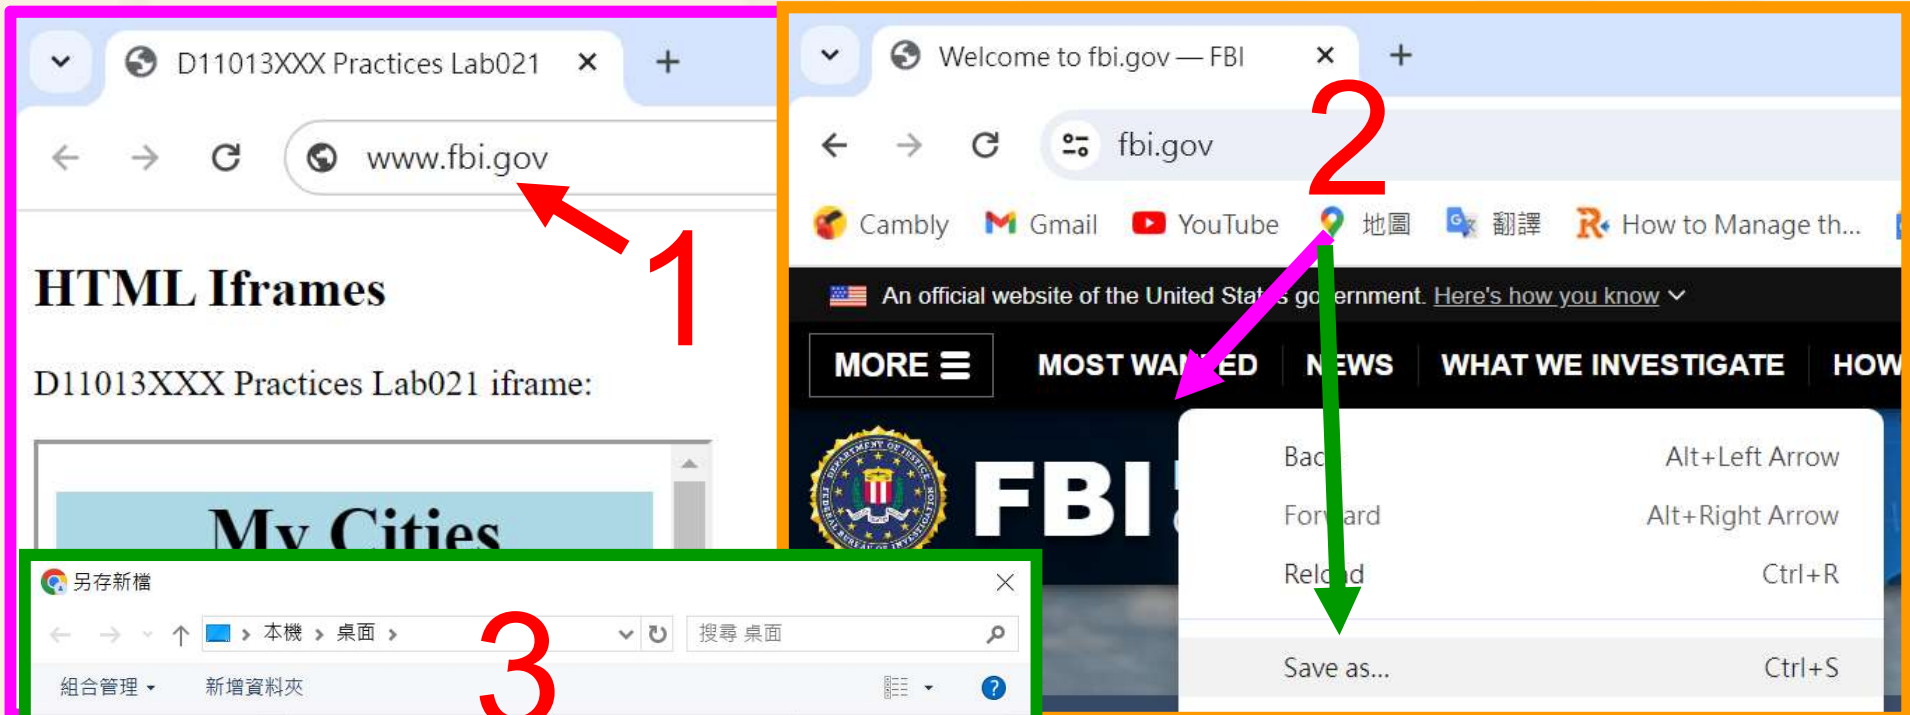 D11013XXX Practices Lab021
www.fbi.gov
1
HTML Iframes
D11013XXX Practices Lab021 iframe:
My Cities
Welcome to fbi.gov — FBI
2
fbi.gov
Cambly Gmail YouTube 地圖 翻譯 How to Manage th...
An official website of the United States government. Here's how you know
MORE MOST WANTED NEWS WHAT WE INVESTIGATE HOW
FBI
Back Alt+Left Arrow
Forward Alt+Right Arrow
Reload Ctrl+R
Save as... Ctrl+S
另存新檔
3
本機 桌面 搜尋 桌面
組合管理 新增資料夾